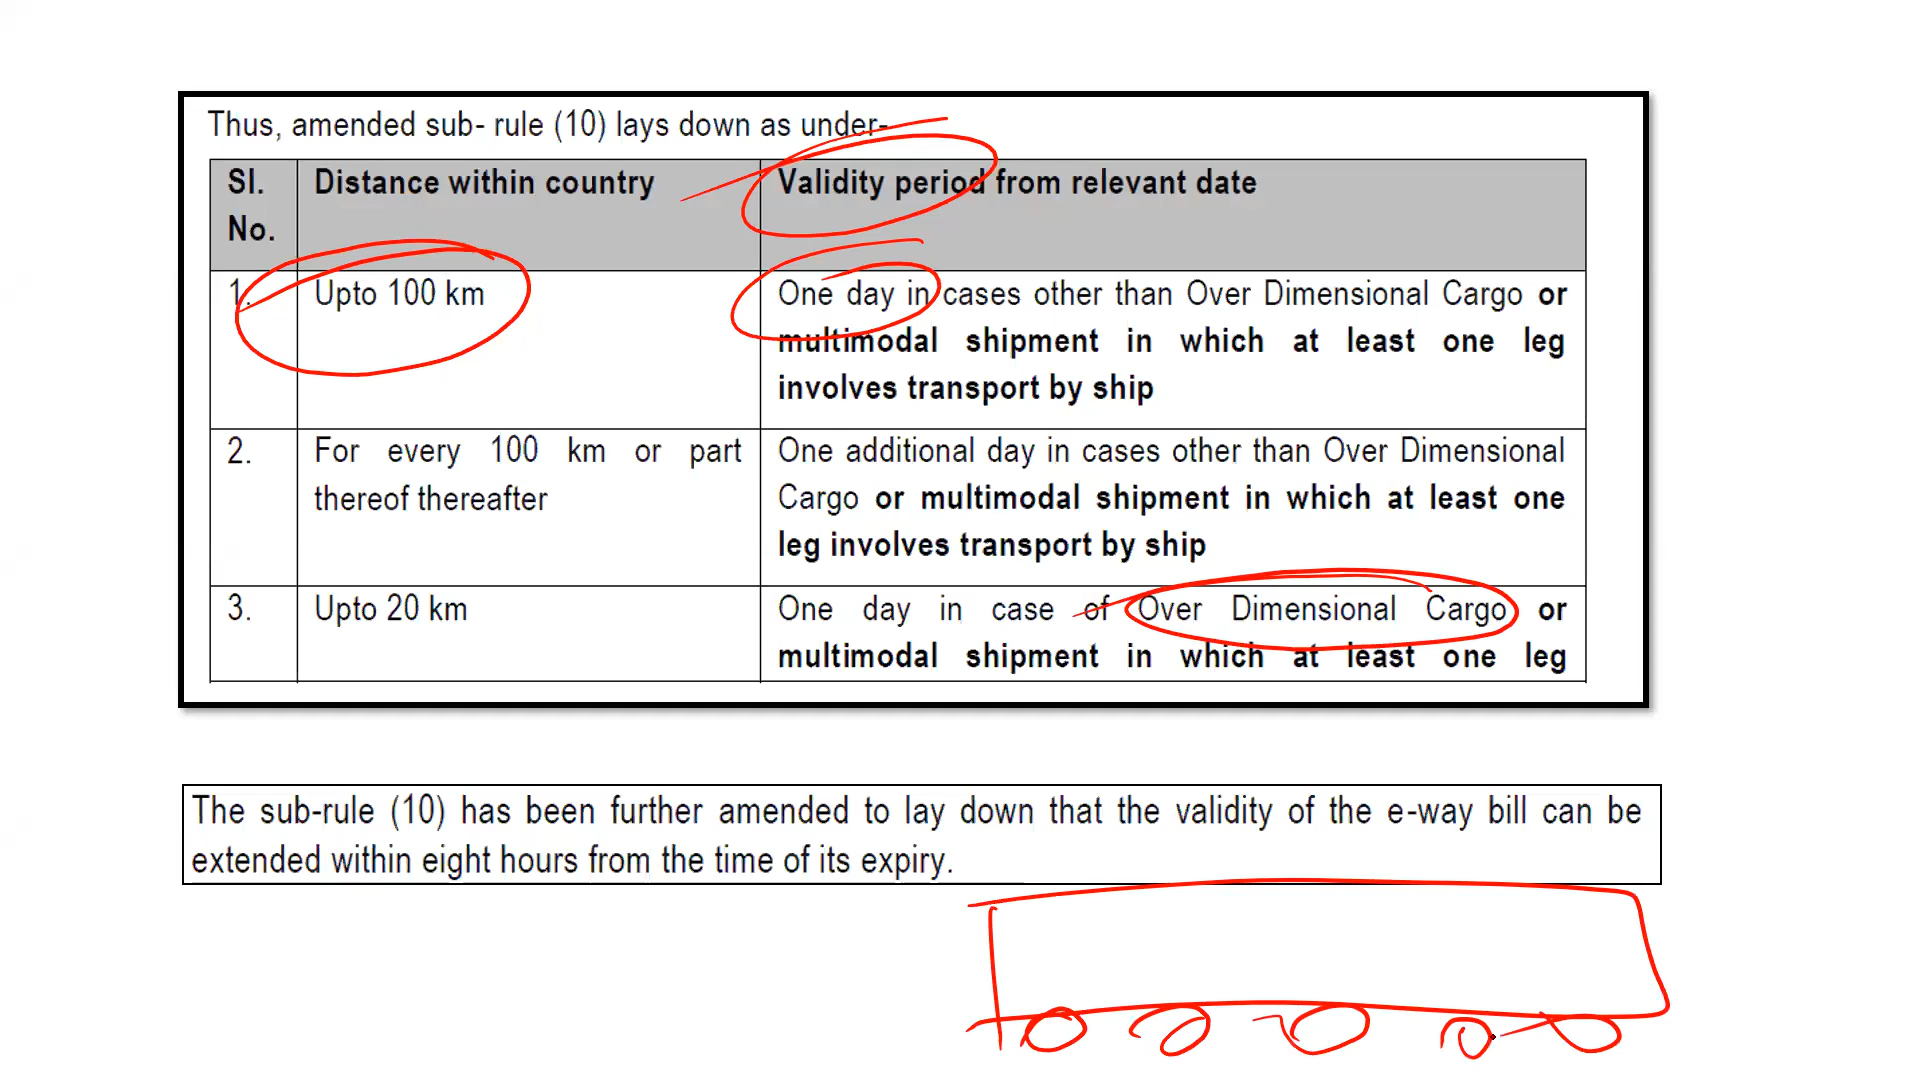 Thus, amended sub- rule (10) lays down as under-
Sl. No.
Distance within country
Validity period from relevant date
1.
Upto 100 km
One day in cases other than Over Dimensional Cargo or
multimodal shipment in which at least one leg
involves transport by ship
2.
For every 100 km or part
thereof thereafter
One additional day in cases other than Over Dimensional
Cargo or multimodal shipment in which at least one
leg involves transport by ship
3.
Upto 20 km
One day in case of Over Dimensional Cargo or
multimodal shipment in which at least one leg
The sub-rule (10) has been further amended to lay down that the validity of the e-way bill can be
extended within eight hours from the time of its expiry.